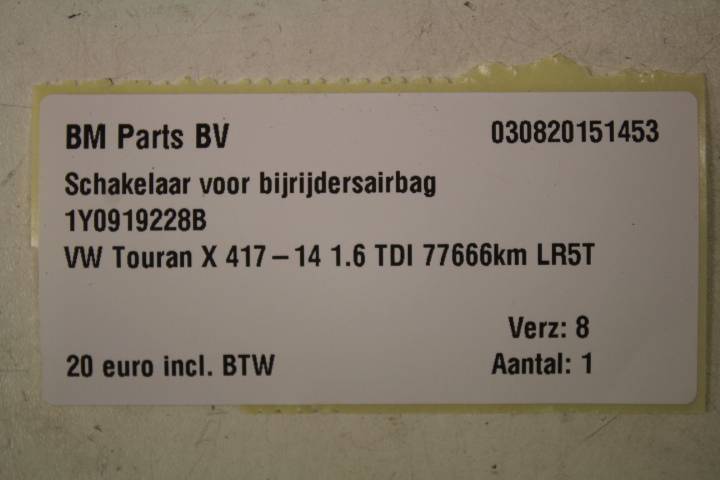 BM Parts BV 030820151453
Schakelaar voor bijrijdersairbag
1Y0919228B
VW Touran X 417-14 1.6 TDI 77666km LR5T
Verz: 8
20 euro incl. BTW Aantal: 1